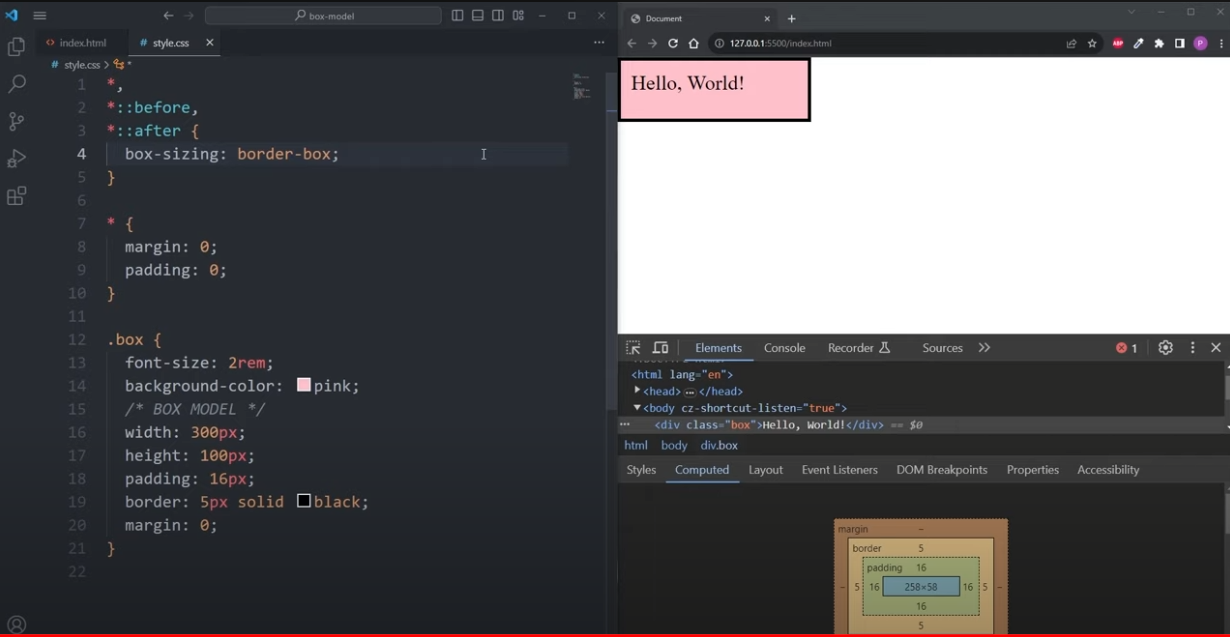 box-model
index.html
# style.css
# style.css
1 *,
2 *::before,
3 *::after {
4 box-sizing: border-box;
5 }
6
7 * {
8 margin: 0;
9 padding: 0;
10 }
11
12 .box {
13 font-size: 2rem;
14 background-color: pink;
15 /* BOX MODEL */
16 width: 300px;
17 height: 100px;
18 padding: 16px;
19 border: 5px solid black;
20 margin: 0;
21 }
22
Document
127.0.0.1:5500/index.html
ABP
P
Hello, World!
Elements Console Recorder Sources 1
<html lang="en">
<head> … </head>
<body cz-shortcut-listen="true">
<div class="box">Hello, World!</div> == $0
html body div.box
Styles Computed Layout Event Listeners DOM Breakpoints Properties Accessibility
margin –
border 5
padding 16
– 5 16 258×58 16 5 –
16
5